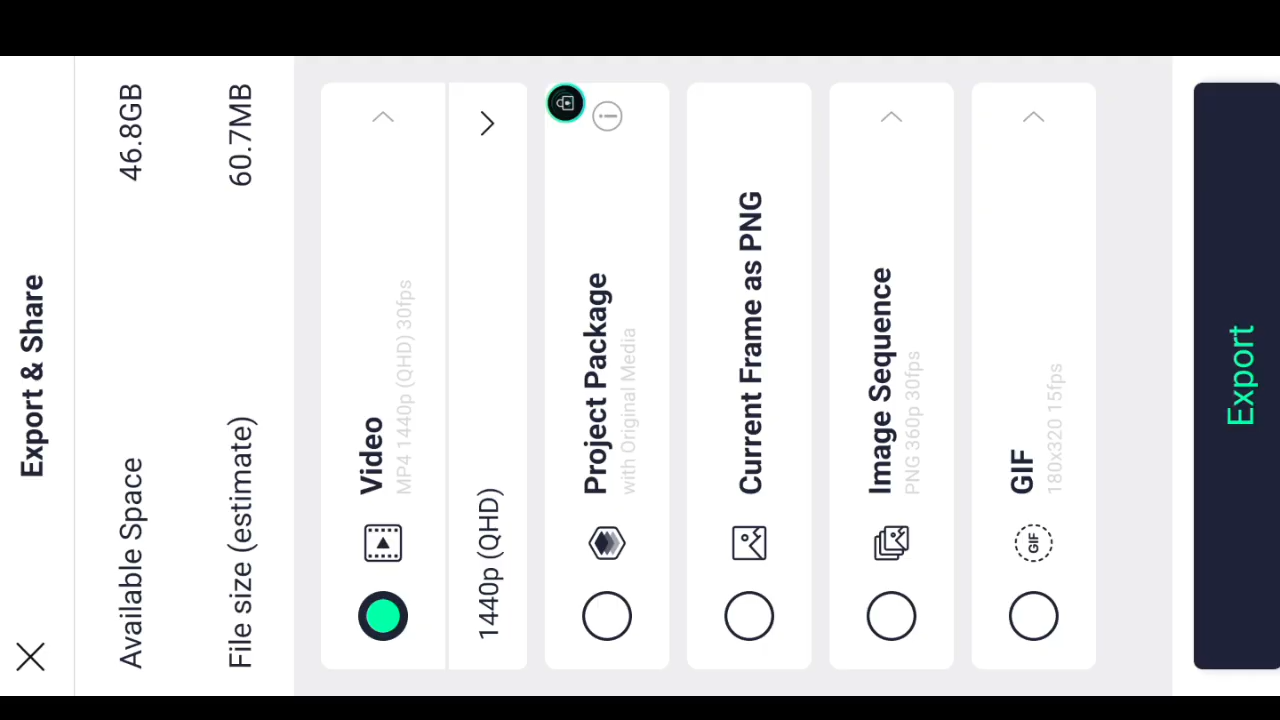 Export & Share
Available Space 46.8GB
File size (estimate) 60.7MB
Video
MP4 1440p (QHD) 30fps
1440p (QHD)
Project Package
with Original Media
Current Frame as PNG
Image Sequence
PNG 360p 30fps
GIF
GIF
180x320 15fps
Export